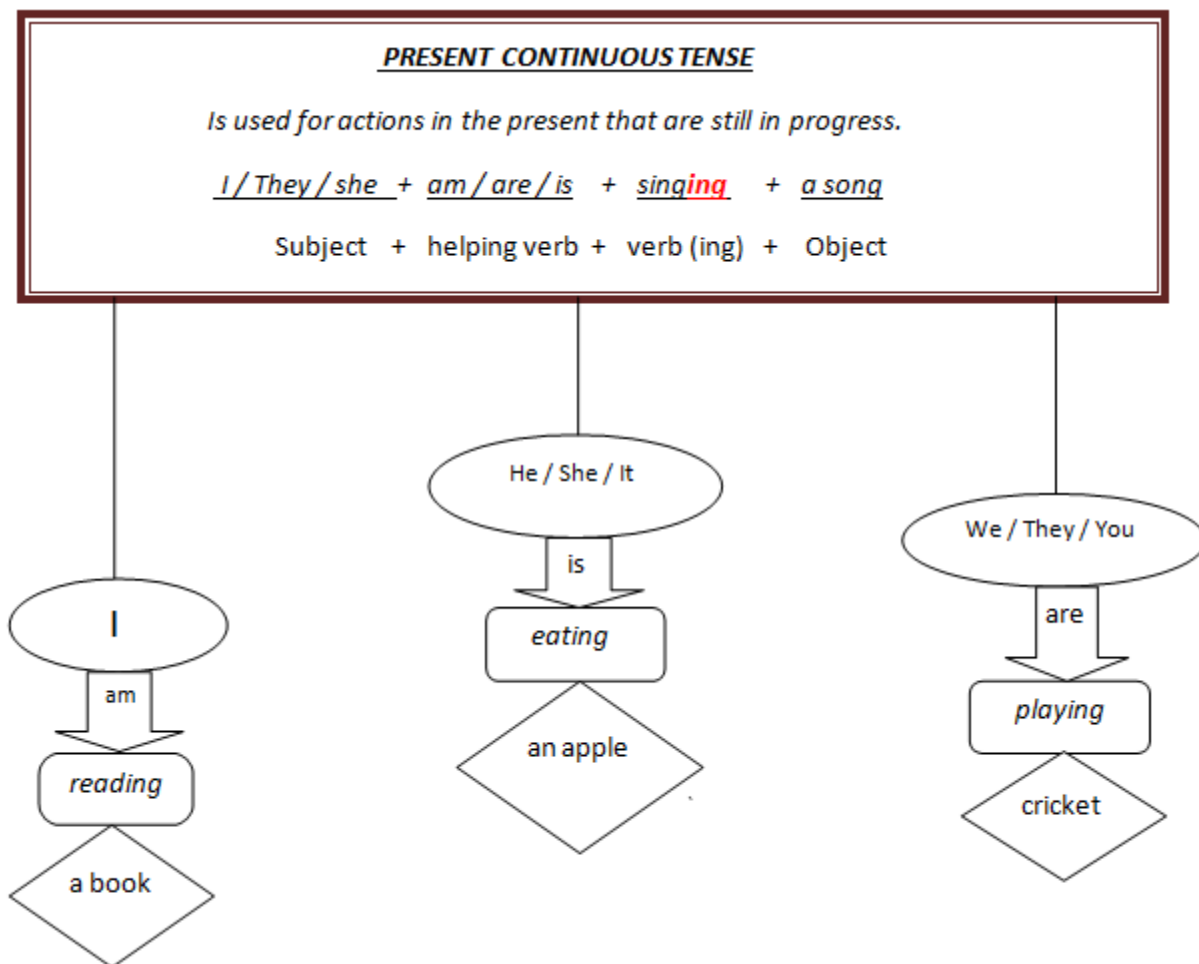 PRESENT CONTINUOUS TENSE
Is used for actions in the present that are still in progress.
I / They / she + am / are / is + singing + a song
Subject + helping verb + verb (ing) + Object
I
am
reading
a book
He / She / It
is
eating
an apple
We / They / You
are
playing
cricket